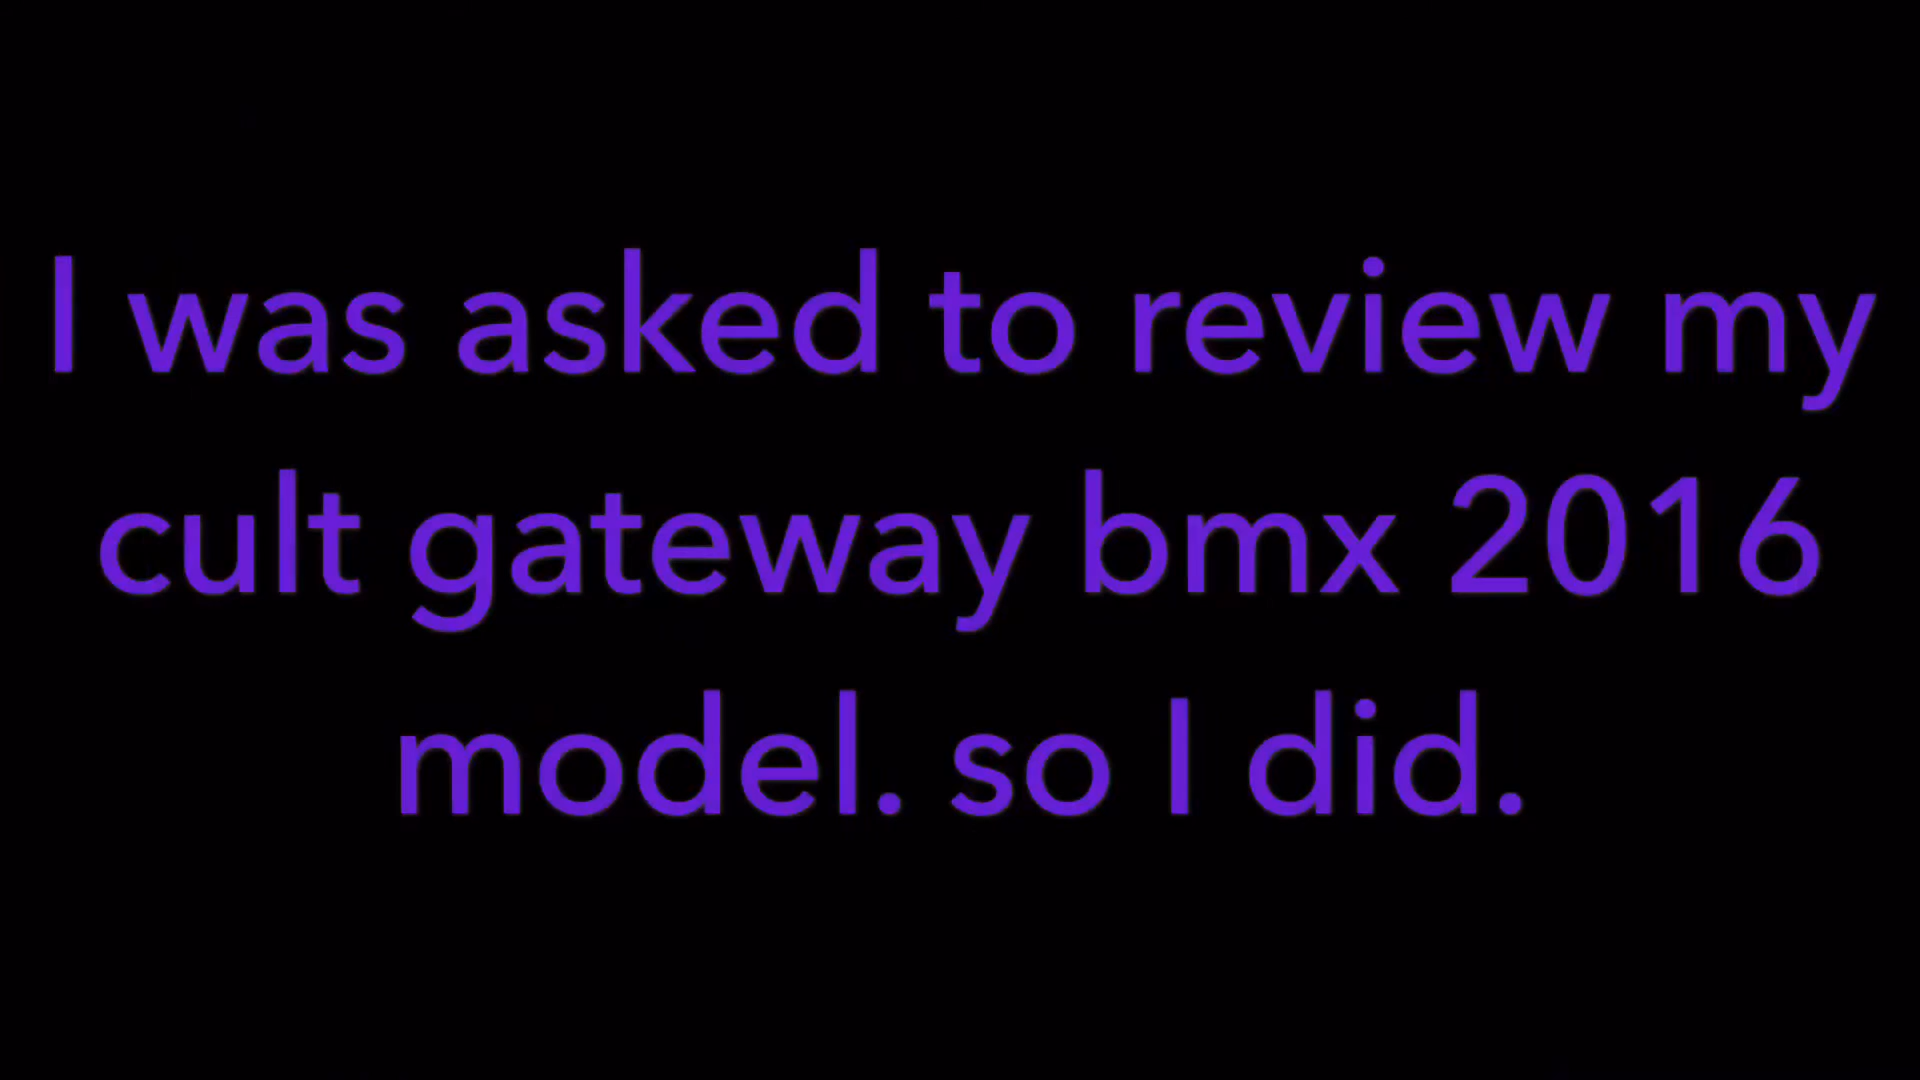 I was asked to review my
cult gateway bmx 2016
model. so I did.